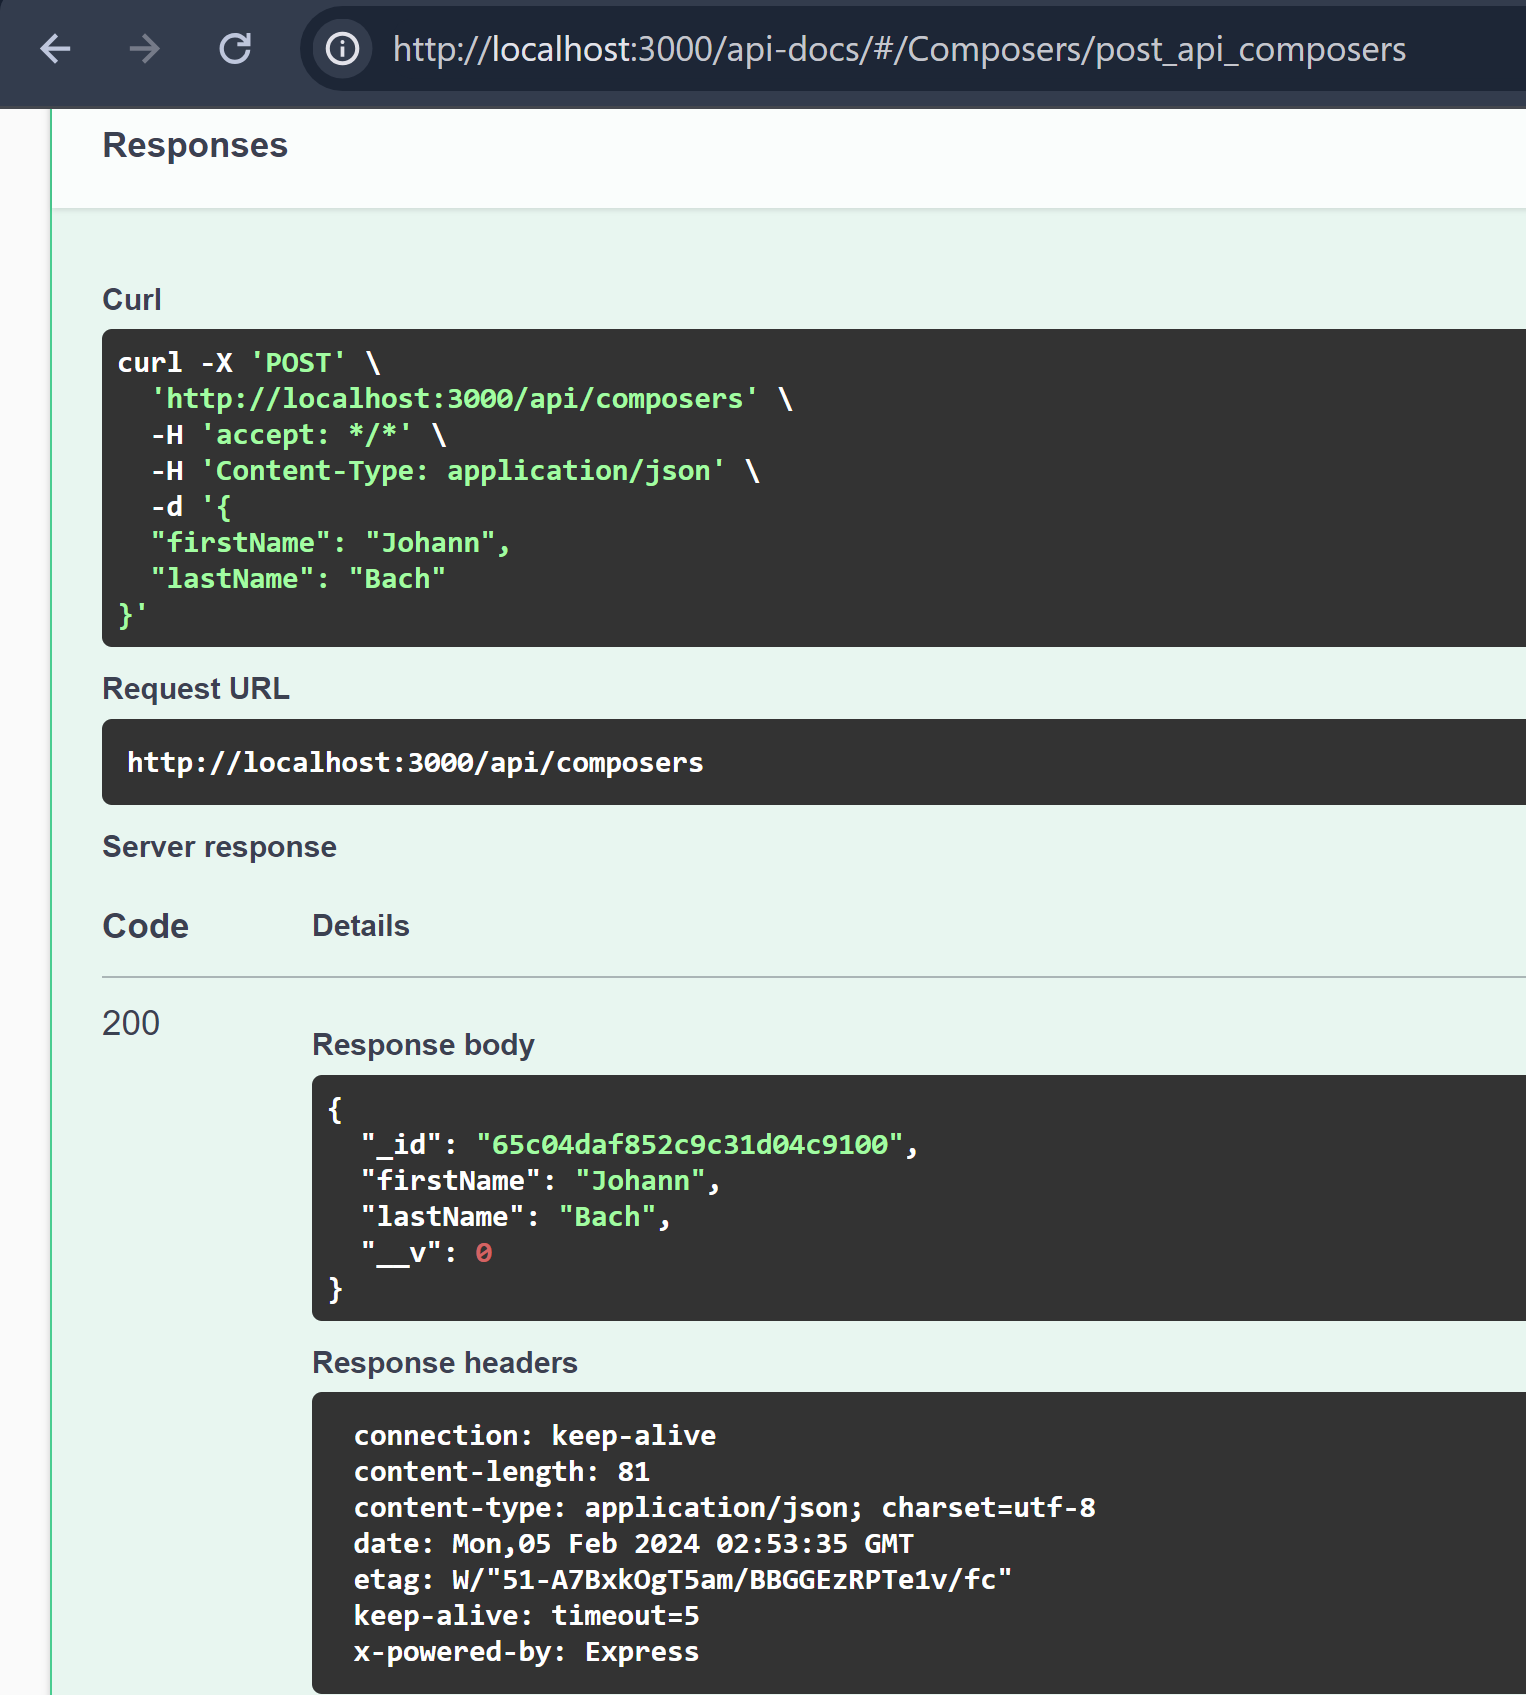 http://localhost:3000/api-docs/#/Composers/post_api_composers
Responses
Curl
curl -X 'POST' \
  'http://localhost:3000/api/composers' \
  -H 'accept: */*' \
  -H 'Content-Type: application/json' \
  -d '{
  "firstName": "Johann",
  "lastName": "Bach"
}'
Request URL
http://localhost:3000/api/composers
Server response
Code Details
200
Response body
{
  "_id": "65c04daf852c9c31d04c9100",
  "firstName": "Johann",
  "lastName": "Bach",
  "__v": 0
}
Response headers
connection: keep-alive
content-length: 81
content-type: application/json; charset=utf-8
date: Mon,05 Feb 2024 02:53:35 GMT
etag: W/"51-A7BxkOgT5am/BBGGEzRPTe1v/fc"
keep-alive: timeout=5
x-powered-by: Express